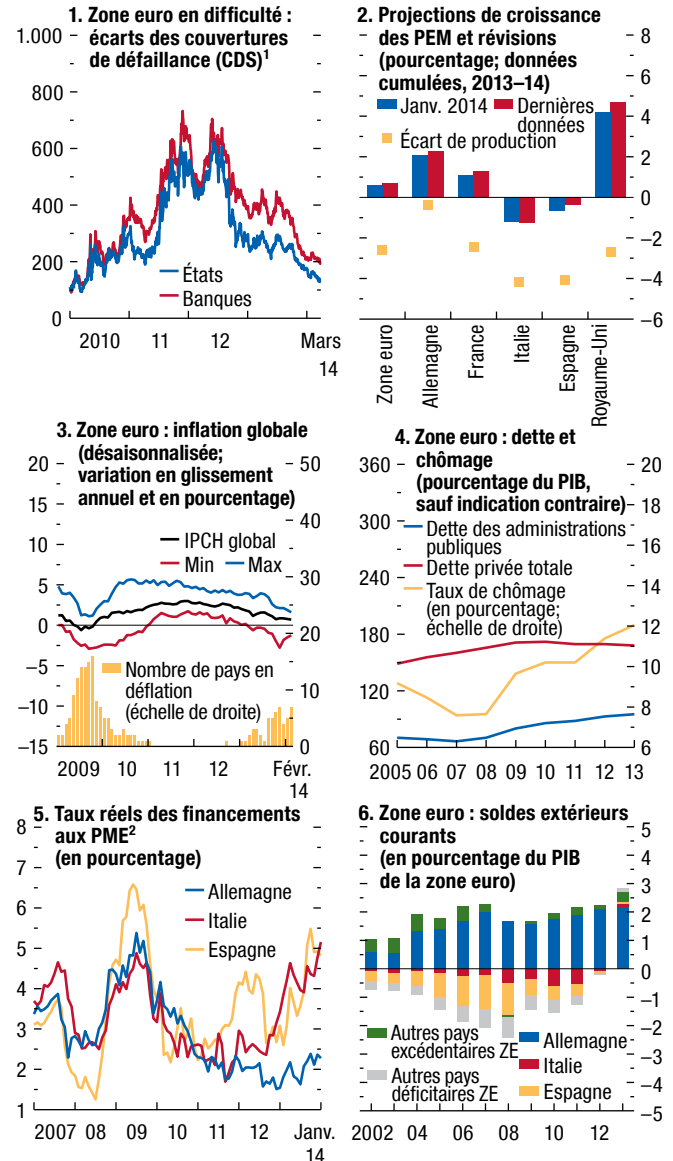 1. Zone euro en difficulté :
écarts des couvertures
de défaillance (CDS)1
1.000
800
600
400
200
0
États
Banques
2010
11
12
Mars
14
2. Projections de croissance
des PEM et révisions
(pourcentage; données
cumulées, 2013–14)
Janv. 2014
Dernières
données
Écart de production
8
6
4
2
0
−2
−4
−6
Zone euro
Allemagne
France
Italie
Espagne
Royaume-Uni
3. Zone euro : inflation globale
(désaisonnalisée;
variation en glissement
annuel et en pourcentage)
20
15
10
5
0
−5
−10
−15
50
40
30
20
10
0
IPCH global
Min
Max
Nombre de pays en
déflation
(échelle de droite)
2009
10
11
12
Févr.
14
4. Zone euro : dette et
chômage
(pourcentage du PIB,
sauf indication contraire)
360
300
240
180
120
60
20
18
16
14
12
10
8
6
Dette des administrations
publiques
Dette privée totale
Taux de chômage
(en pourcentage;
échelle de droite)
2005 06 07 08 09 10 11 12 13
5. Taux réels des financements
aux PME2
(en pourcentage)
8
7
6
5
4
3
2
1
Allemagne
Italie
Espagne
2007 08 09 10 11 12 Janv.
14
6. Zone euro : soldes extérieurs
courants
(en pourcentage du PIB
de la zone euro)
5
4
3
2
1
0
−1
−2
−3
−4
−5
Autres pays
excédentaires ZE
Autres pays
déficitaires ZE
Allemagne
Italie
Espagne
2002 04 06 08 10 12